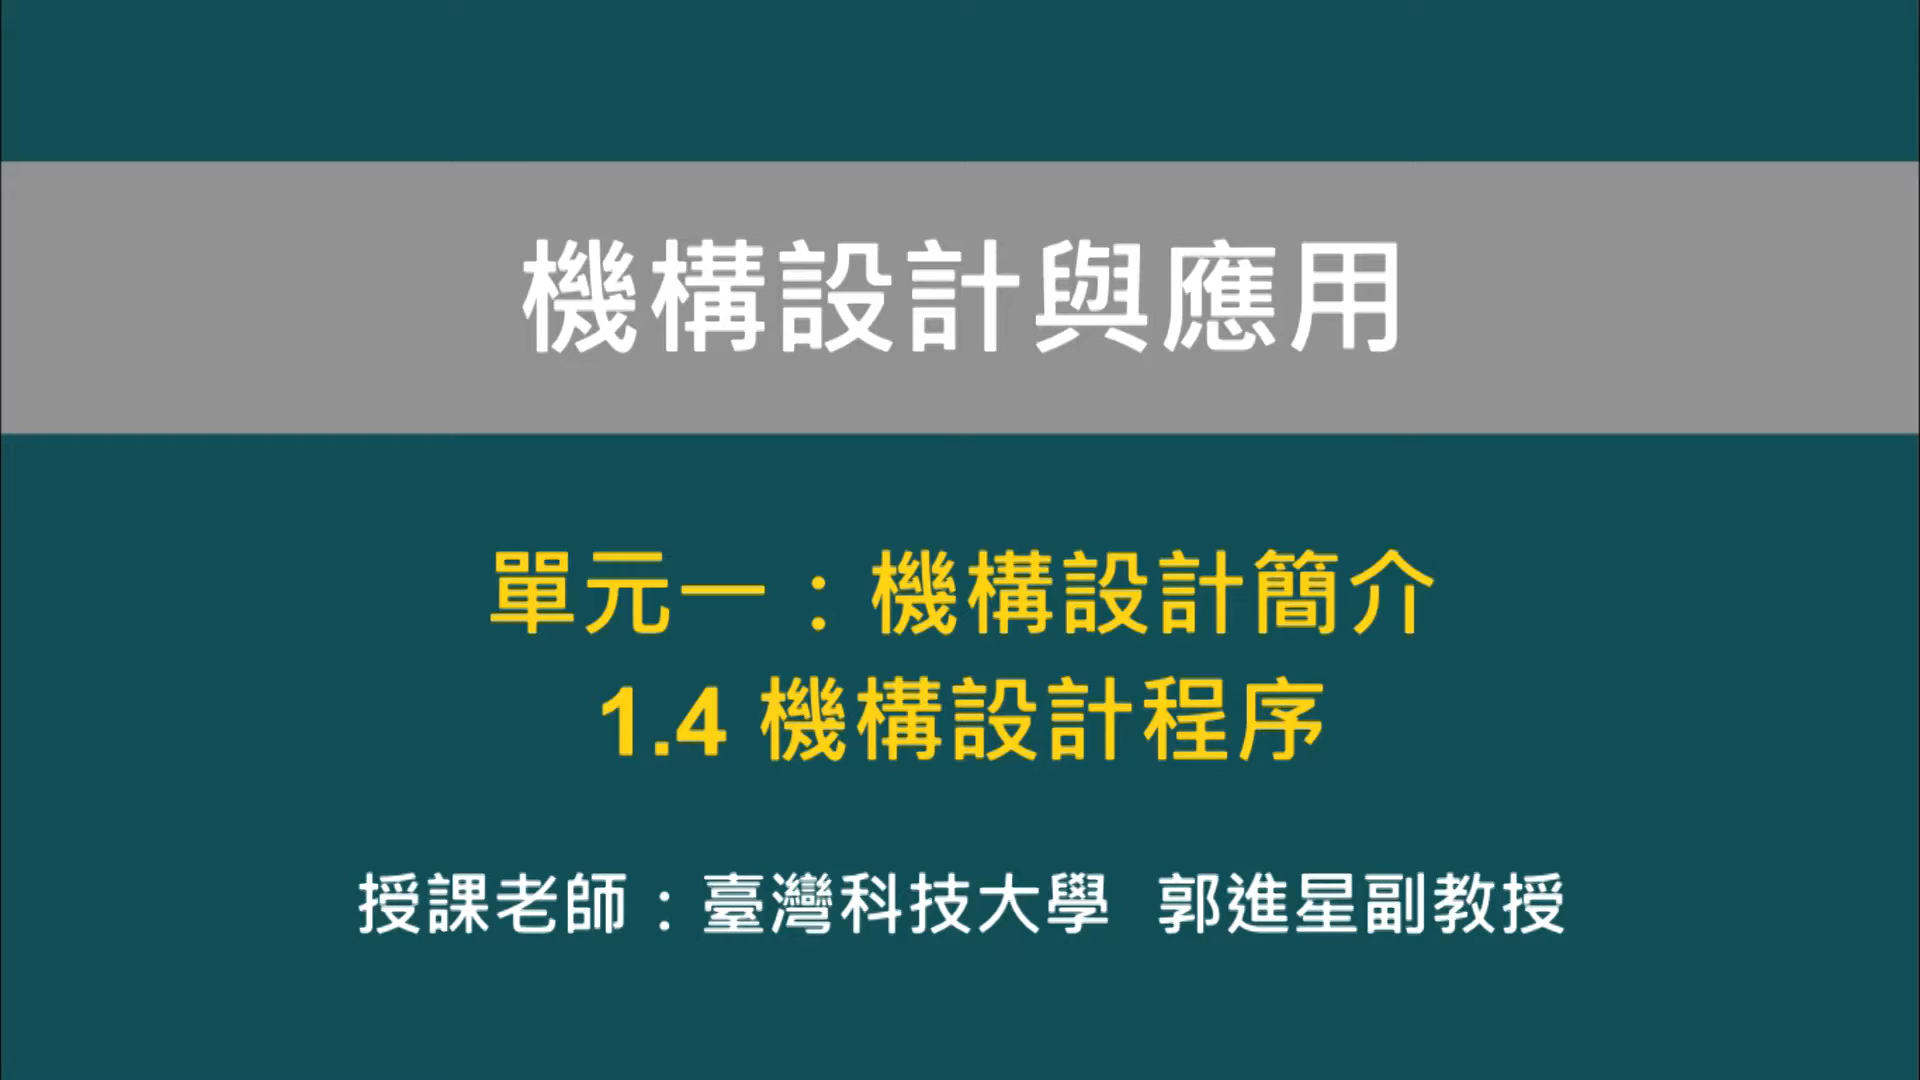 機構設計與應用
單元一：機構設計簡介
1.4 機構設計程序
授課老師：臺灣科技大學 郭進星副教授